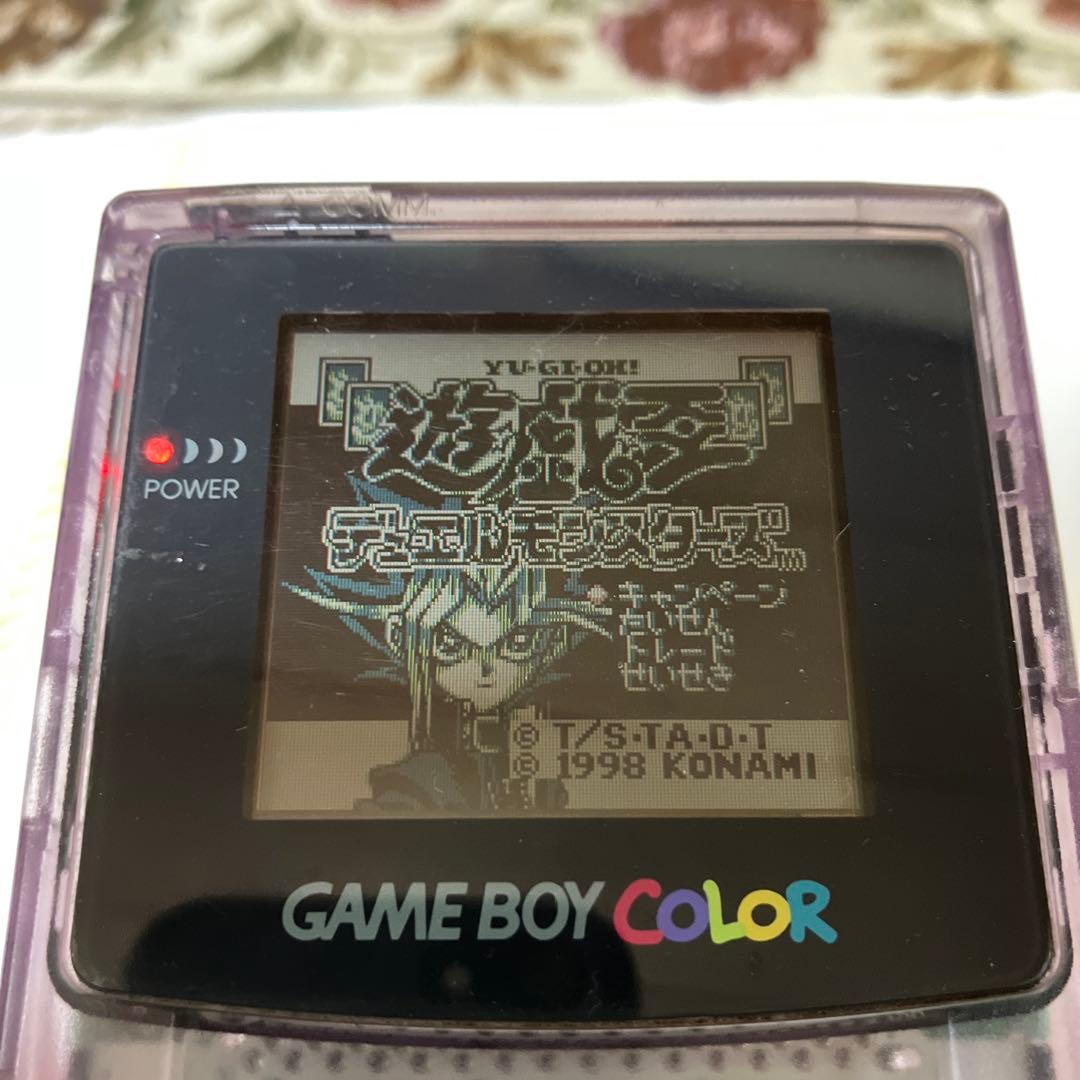 COMM.
YU-GI-OH!
遊戯王
デュエルモンスターズ
POWER
キャンペーン
たいせん
トレード
せいせき
© T/S·TA·D·T
© 1998 KONAMI
GAME BOY COLOR